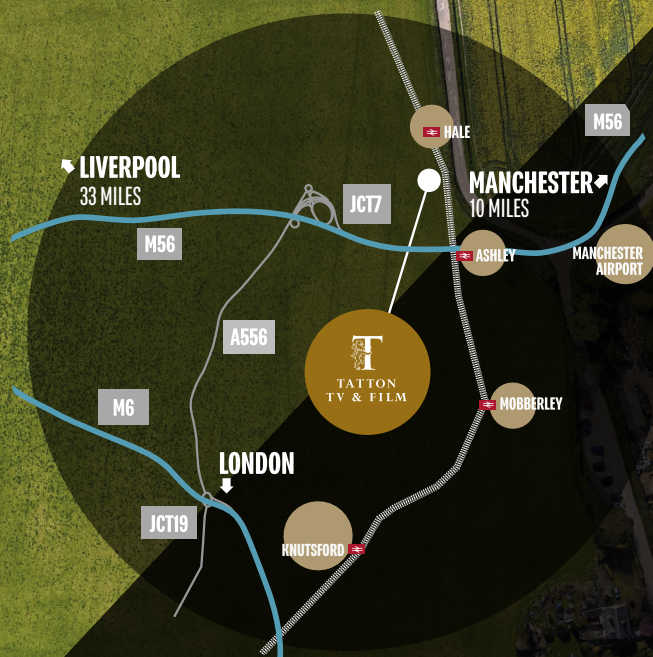 M56
HALE
LIVERPOOL
33 MILES
MANCHESTER
10 MILES
JCT7
M56
ASHLEY
MANCHESTER
AIRPORT
A556
T
TATTON
TV & FILM
M6
MOBBERLEY
LONDON
JCT19
KNUTSFORD